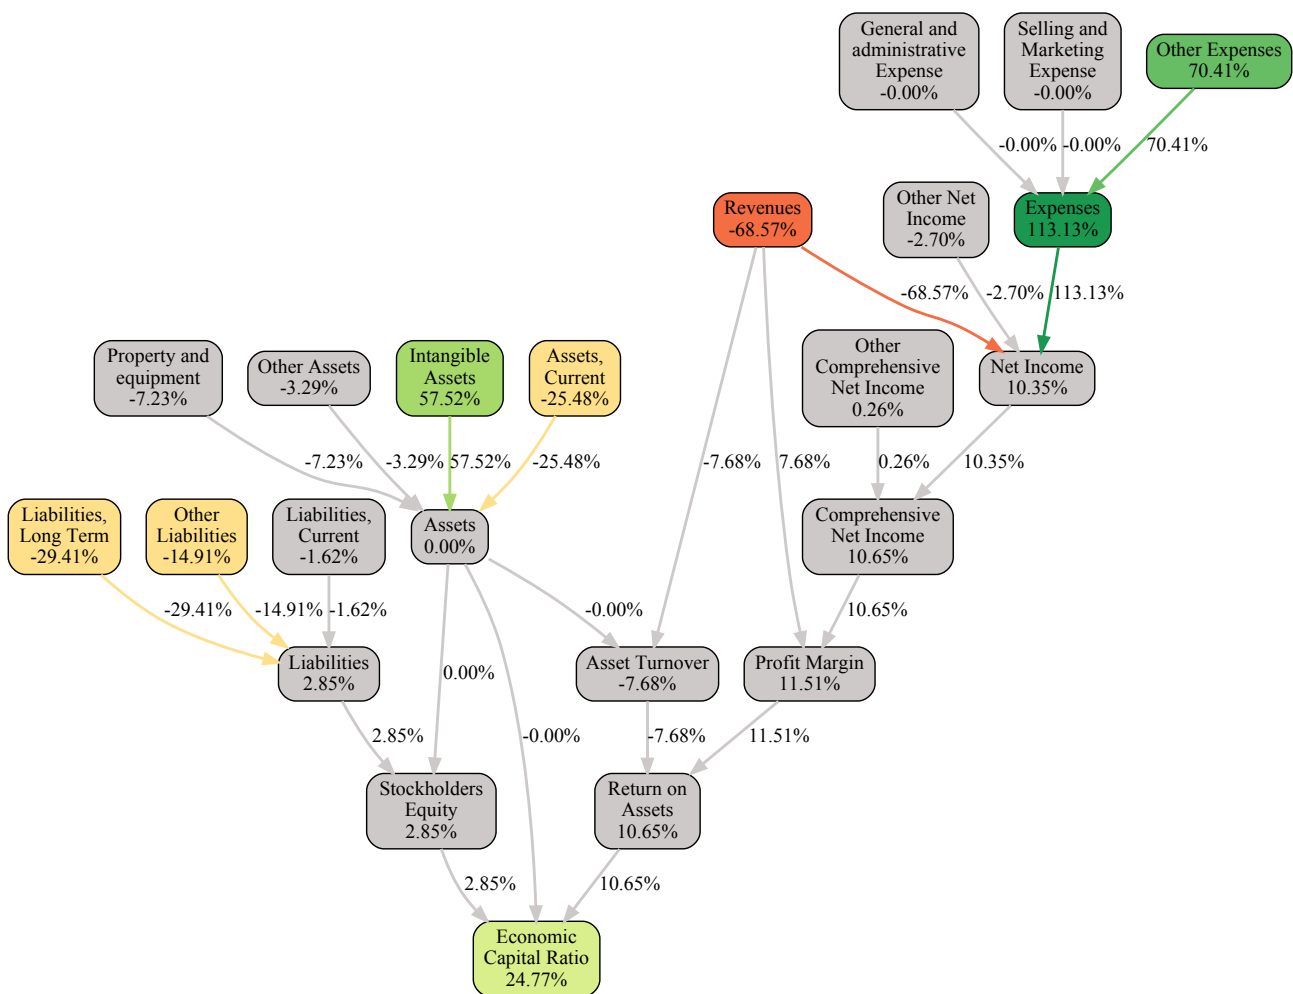 General and
administrative
Expense
-0.00%
Selling and
Marketing
Expense
-0.00%
Other Expenses
70.41%
-0.00%
-0.00%
70.41%
Revenues
-68.57%
Other Net
Income
-2.70%
Expenses
113.13%
-68.57%
-2.70%
113.13%
Property and
equipment
-7.23%
Other Assets
-3.29%
Intangible
Assets
57.52%
Assets,
Current
-25.48%
Other
Comprehensive
Net Income
0.26%
Net Income
10.35%
-7.23%
-3.29%
57.52%
-25.48%
-7.68%
7.68%
0.26%
10.35%
Liabilities,
Long Term
-29.41%
Other
Liabilities
-14.91%
Liabilities,
Current
-1.62%
Assets
0.00%
Comprehensive
Net Income
10.65%
-29.41%
-14.91%
-1.62%
-0.00%
10.65%
Liabilities
2.85%
0.00%
Asset Turnover
-7.68%
Profit Margin
11.51%
2.85%
-0.00%
-7.68%
11.51%
Stockholders
Equity
2.85%
Return on
Assets
10.65%
2.85%
10.65%
Economic
Capital Ratio
24.77%